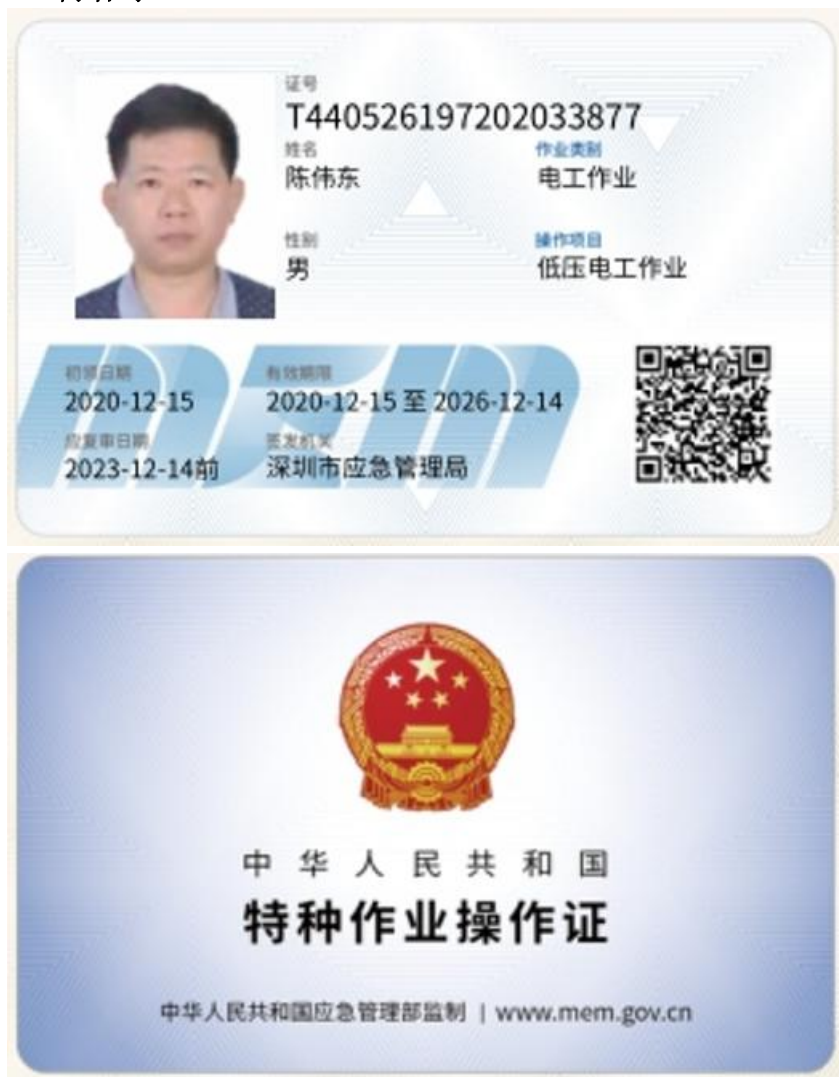 证号
T440526197202033877
姓名 作业类别
陈伟东 电工作业
性别 操作项目
男 低压电工作业
初领日期 有效期限
2020-12-15 2020-12-15 至 2026-12-14
应复审日期 签发机关
2023-12-14前 深圳市应急管理局
中华人民共和国
特种作业操作证
中华人民共和国应急管理部监制 | www.mem.gov.cn